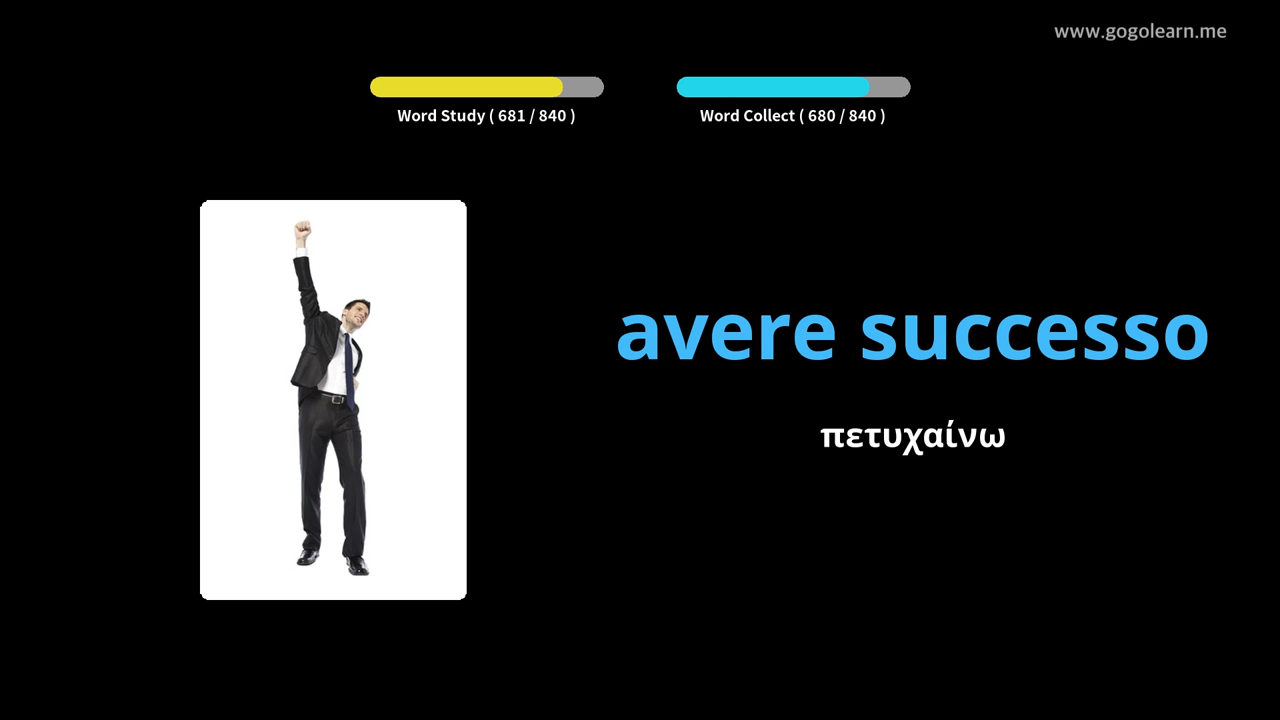 www.gogolearn.me
Word Study ( 681 / 840 )
Word Collect ( 680 / 840 )
avere successo
πετυχαίνω